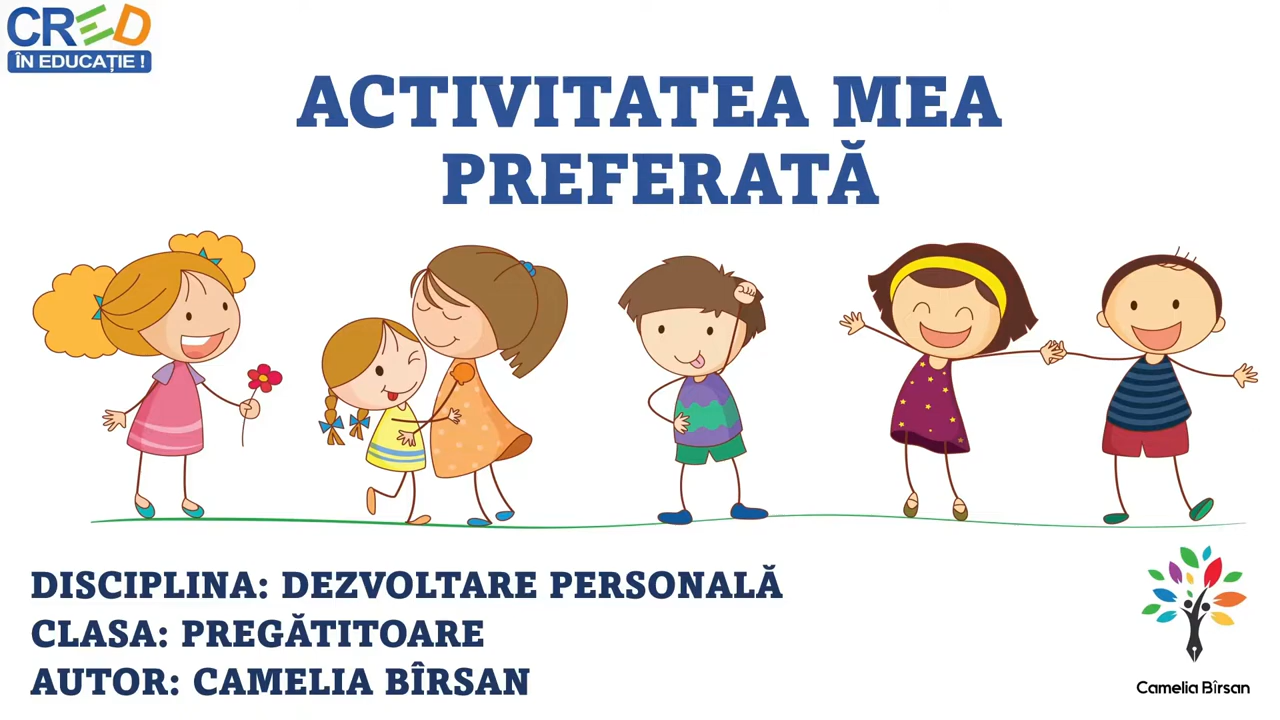 CRED
ÎN EDUCAȚIE !
ACTIVITATEA MEA
PREFERATĂ
DISCIPLINA: DEZVOLTARE PERSONALĂ
CLASA: PREGĂTITOARE
AUTOR: CAMELIA BÎRSAN
Camelia Bîrsan